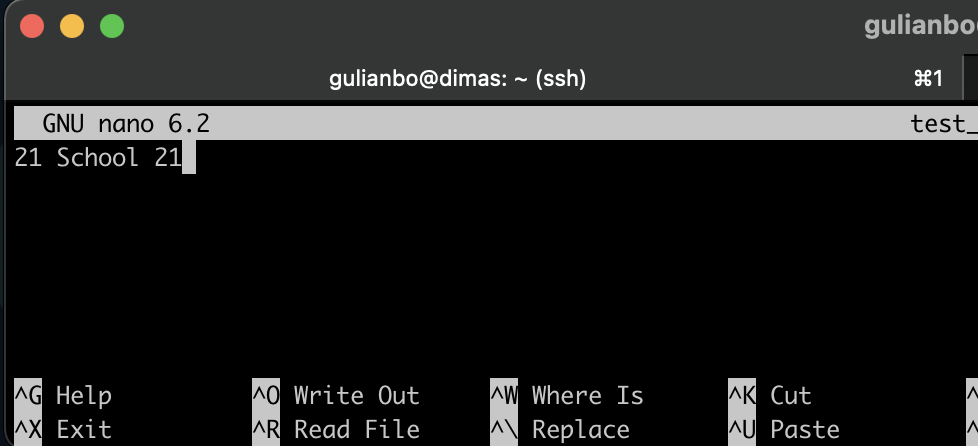 gulianbo
gulianbo@dimas: ~ (ssh) ⌘1
GNU nano 6.2 test_
21 School 21
^G Help ^O Write Out ^W Where Is ^K Cut ^
^X Exit ^R Read File ^\ Replace ^U Paste ^